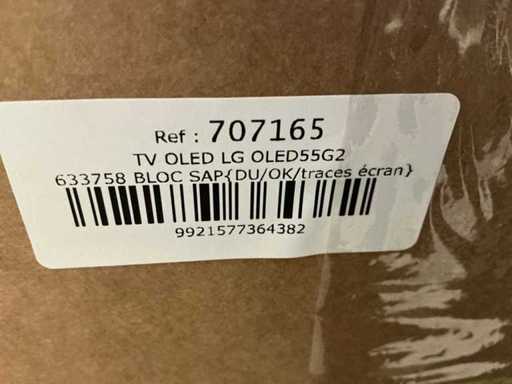 Ref : 707165
TV OLED LG OLED55G2
633758 BLOC SAP{DU/OK/traces écran}
9921577364382